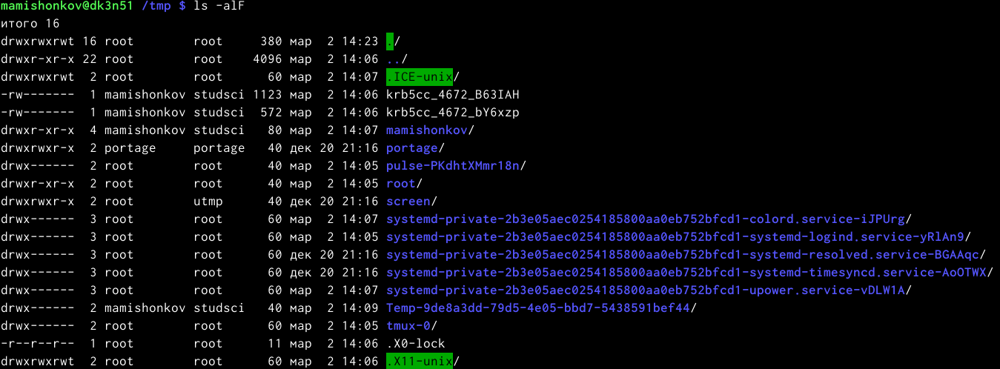 mamishonkov@dk3n51 /tmp $ ls -alF
итого 16
drwxrwxrwt 16 root       root     380 мар  2 14:23 ./
drwxr-xr-x 22 root       root    4096 мар  2 14:06 ../
drwxrwxrwt  2 root       root      60 мар  2 14:07 .ICE-unix/
-rw-------  1 mamishonkov studsci 1123 мар  2 14:06 krb5cc_4672_B63IAH
-rw-------  1 mamishonkov studsci  572 мар  2 14:06 krb5cc_4672_bY6xzp
drwxr-xr-x  4 mamishonkov studsci   80 мар  2 14:07 mamishonkov/
drwxrwxr-x  2 portage     portage   40 дек 20 21:16 portage/
drwx------  2 root        root      40 мар  2 14:05 pulse-PKdhtXMmr18n/
drwxr-xr-x  2 root        root      40 мар  2 14:05 root/
drwxrwxr-x  2 root        utmp      40 дек 20 21:16 screen/
drwx------  3 root        root      60 мар  2 14:07 systemd-private-2b3e05aec0254185800aa0eb752bfcd1-colord.service-iJPUrg/
drwx------  3 root        root      60 мар  2 14:05 systemd-private-2b3e05aec0254185800aa0eb752bfcd1-systemd-logind.service-yRlAn9/
drwx------  3 root        root      60 дек 20 21:16 systemd-private-2b3e05aec0254185800aa0eb752bfcd1-systemd-resolved.service-BGAAqc/
drwx------  3 root        root      60 дек 20 21:16 systemd-private-2b3e05aec0254185800aa0eb752bfcd1-systemd-timesyncd.service-AoOTWX/
drwx------  3 root        root      60 мар  2 14:07 systemd-private-2b3e05aec0254185800aa0eb752bfcd1-upower.service-vDLW1A/
drwx------  2 mamishonkov studsci   40 мар  2 14:09 Temp-9de8a3dd-79d5-4e05-bbd7-5438591bef44/
drwx------  2 root        root      60 мар  2 14:05 tmux-0/
-r--r--r--  1 root        root      11 мар  2 14:06 .X0-lock
drwxrwxrwt  2 root        root      60 мар  2 14:06 .X11-unix/